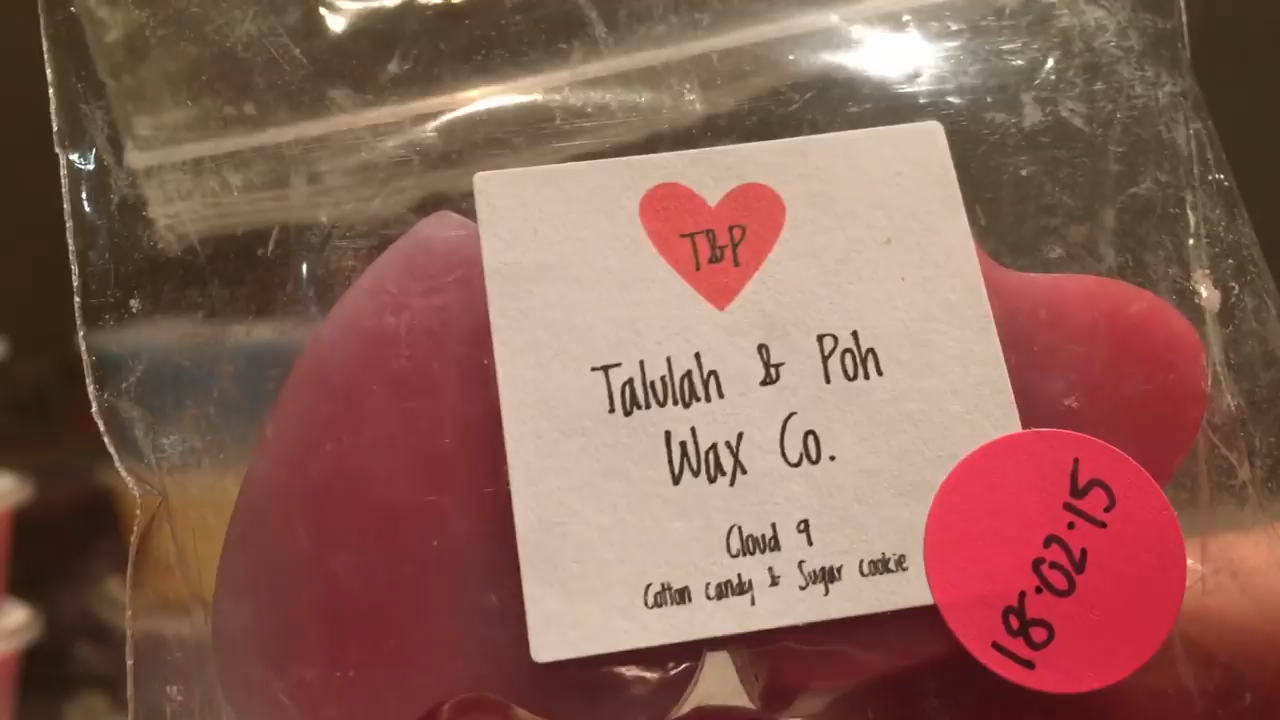 T&P
Talulah & Poh
Wax Co.
Cloud 9
Cotton candy & Sugar cookie
18.02.15